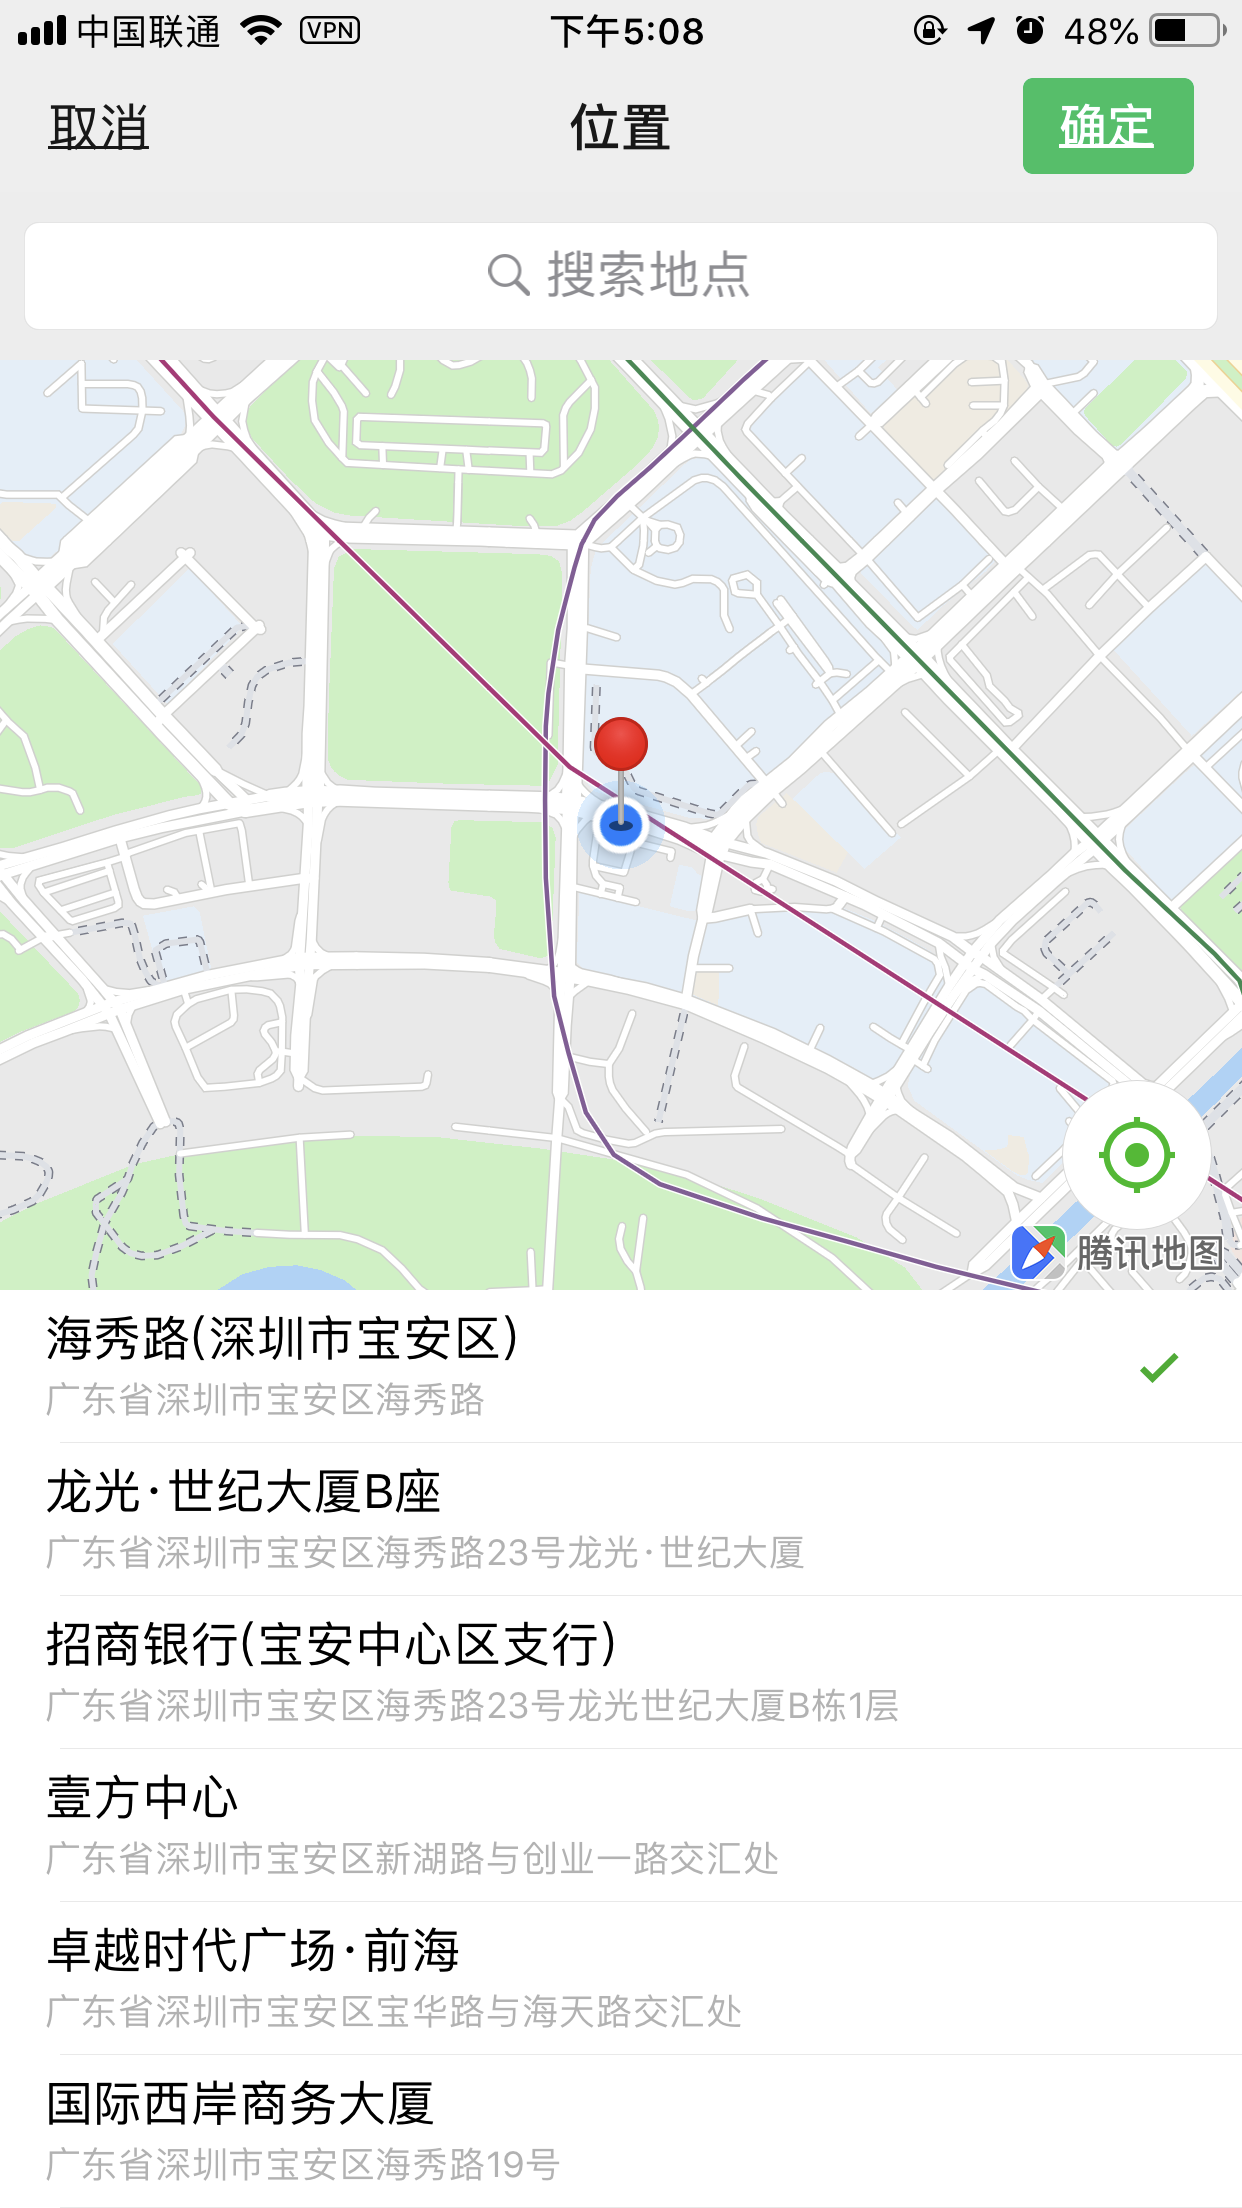 中国联通 VPN 下午5:08 48%
取消 位置 确定
搜索地点
腾讯地图
海秀路(深圳市宝安区)
广东省深圳市宝安区海秀路
龙光·世纪大厦B座
广东省深圳市宝安区海秀路23号龙光·世纪大厦
招商银行(宝安中心区支行)
广东省深圳市宝安区海秀路23号龙光世纪大厦B栋1层
壹方中心
广东省深圳市宝安区新湖路与创业一路交汇处
卓越时代广场·前海
广东省深圳市宝安区宝华路与海天路交汇处
国际西岸商务大厦
广东省深圳市宝安区海秀路19号